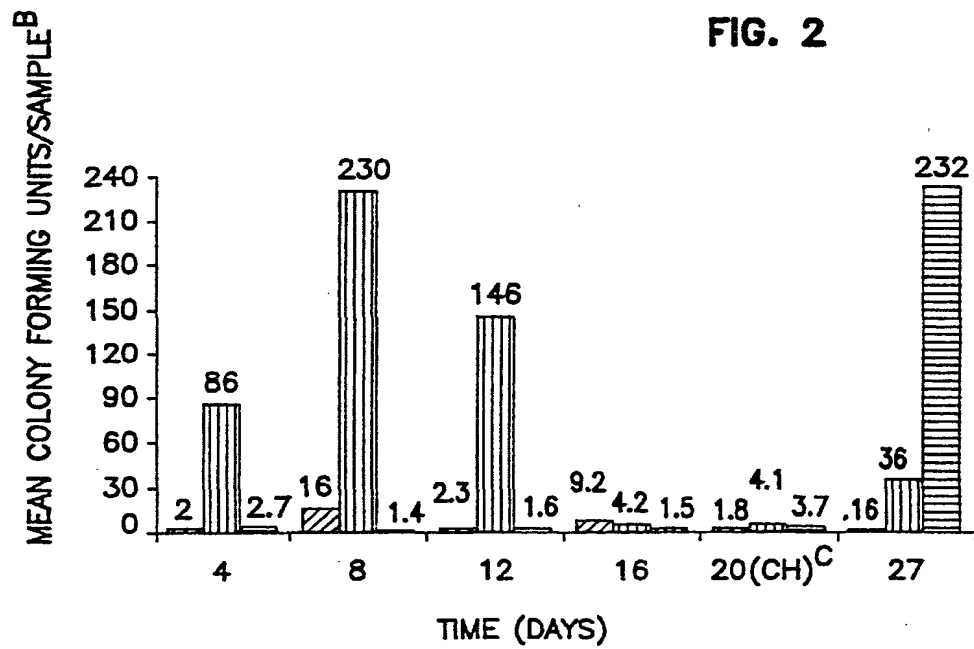 FIG. 2
MEAN COLONY FORMING UNITS/SAMPLE^B
240
210
180
150
120
90
60
30
0
2 86 2.7
16 230 1.4
2.3 146 1.6
9.2 4.2 1.5
1.8 4.1 3.7
.16 36 232
4 8 12 16 20(CH)^C 27
TIME (DAYS)